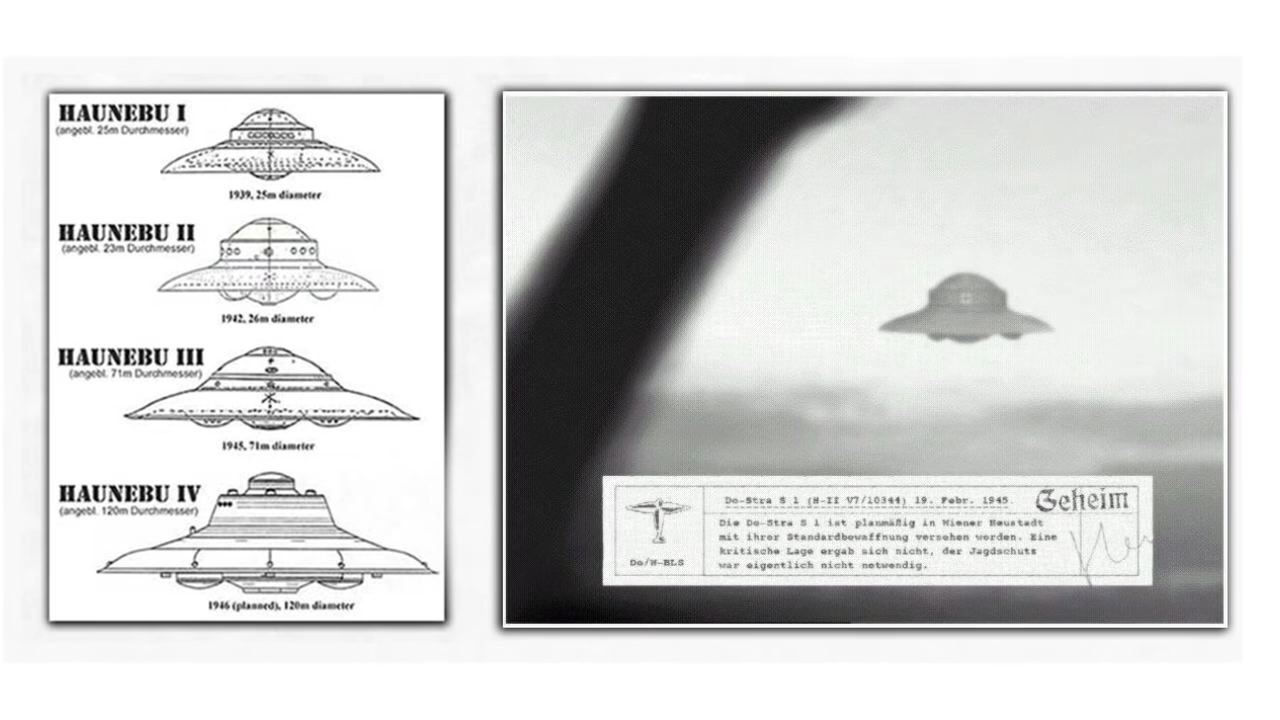 HAUNEBU I
(angebl. 25m Durchmesser)
1939, 25m diameter
HAUNEBU II
(angebl. 23m Durchmesser)
1942, 26m diameter
HAUNEBU III
(angebl. 71m Durchmesser)
1945, 71m diameter
HAUNEBU IV
(angebl. 120m Durchmesser)
1946 (planned), 120m diameter
Do-Stra S 1 (H-II V7/10344) 19. Febr. 1945.
Geheim
Die Do-Stra S 1 ist planmäßig in Wiener Neustadt
mit ihrer Standardbewaffnung versehen worden. Eine
kritische Lage ergab sich nicht, der Jagdschutz
war eigentlich nicht notwendig.
Do/W-BLS